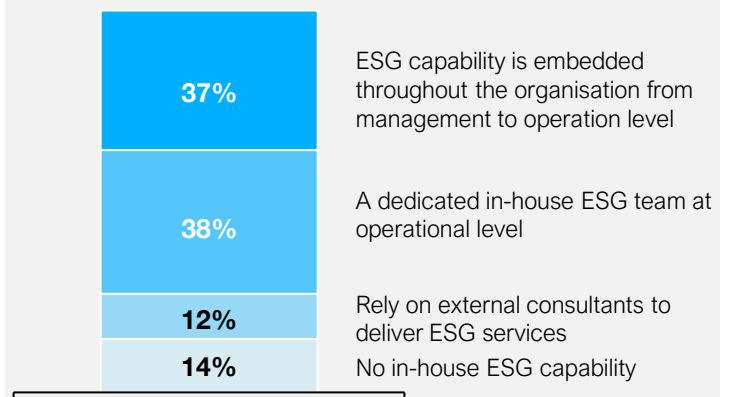 37%
ESG capability is embedded
throughout the organisation from
management to operation level
38%
A dedicated in-house ESG team at
operational level
12%
Rely on external consultants to
deliver ESG services
14%
No in-house ESG capability